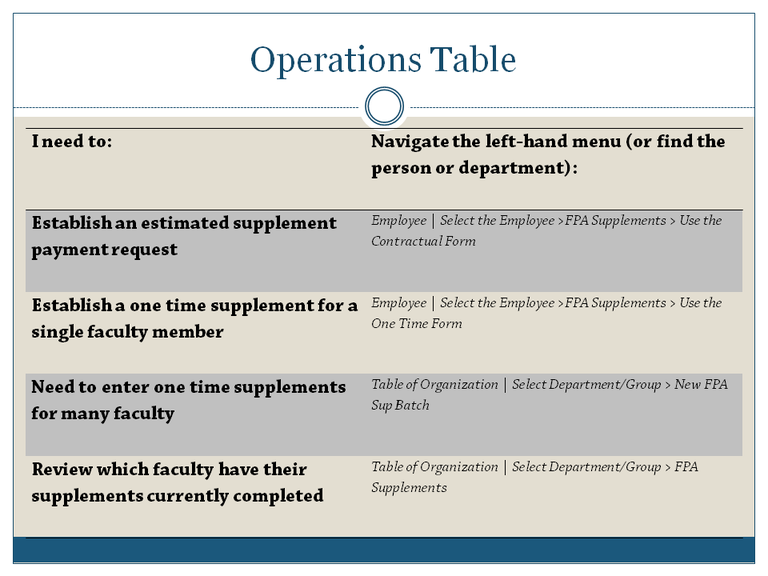 Operations Table
I need to:
Navigate the left-hand menu (or find the
person or department):
Establish an estimated supplement
payment request
Employee | Select the Employee >FPA Supplements > Use the
Contractual Form
Establish a one time supplement for a
single faculty member
Employee | Select the Employee >FPA Supplements > Use the
One Time Form
Need to enter one time supplements
for many faculty
Table of Organization | Select Department/Group > New FPA
Sup Batch
Review which faculty have their
supplements currently completed
Table of Organization | Select Department/Group > FPA
Supplements